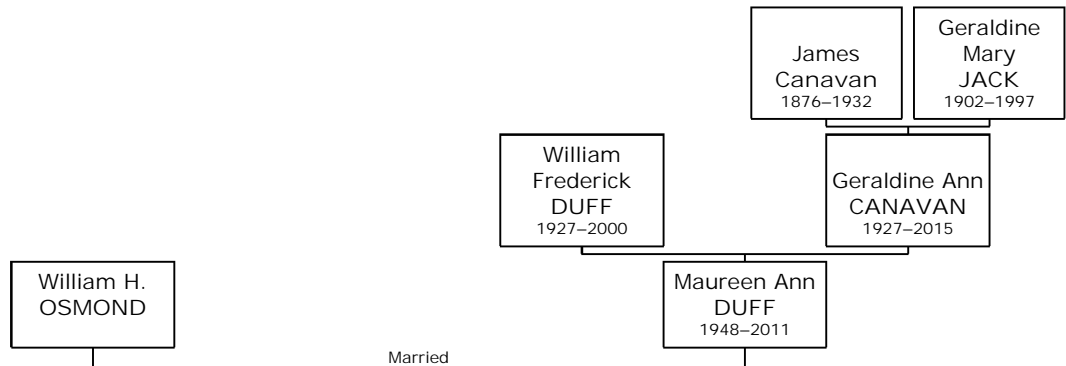 James
Canavan
1876–1932
Geraldine
Mary
JACK
1902–1997
William
Frederick
DUFF
1927–2000
Geraldine Ann
CANAVAN
1927–2015
William H.
OSMOND
Maureen Ann
DUFF
1948–2011
Married